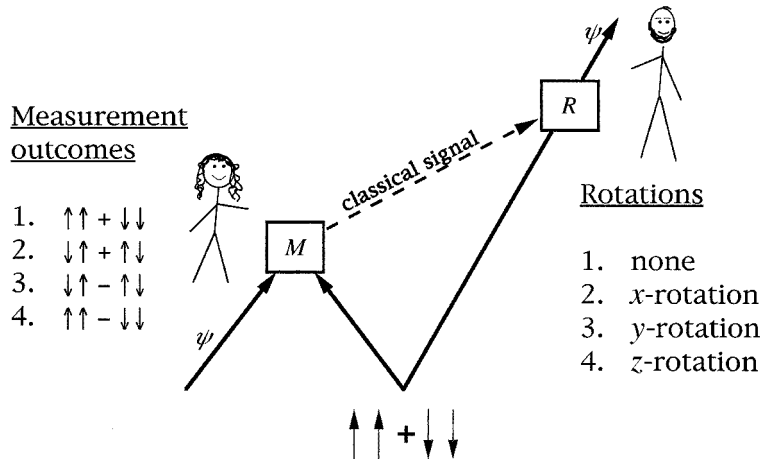 ψ
R
Measurement
outcomes
classical signal
1. ↑↑ + ↓↓
2. ↓↑ + ↑↓
3. ↓↑ – ↑↓
4. ↑↑ – ↓↓
M
Rotations
1. none
2. x-rotation
3. y-rotation
4. z-rotation
ψ
↑ ↑ + ↓ ↓